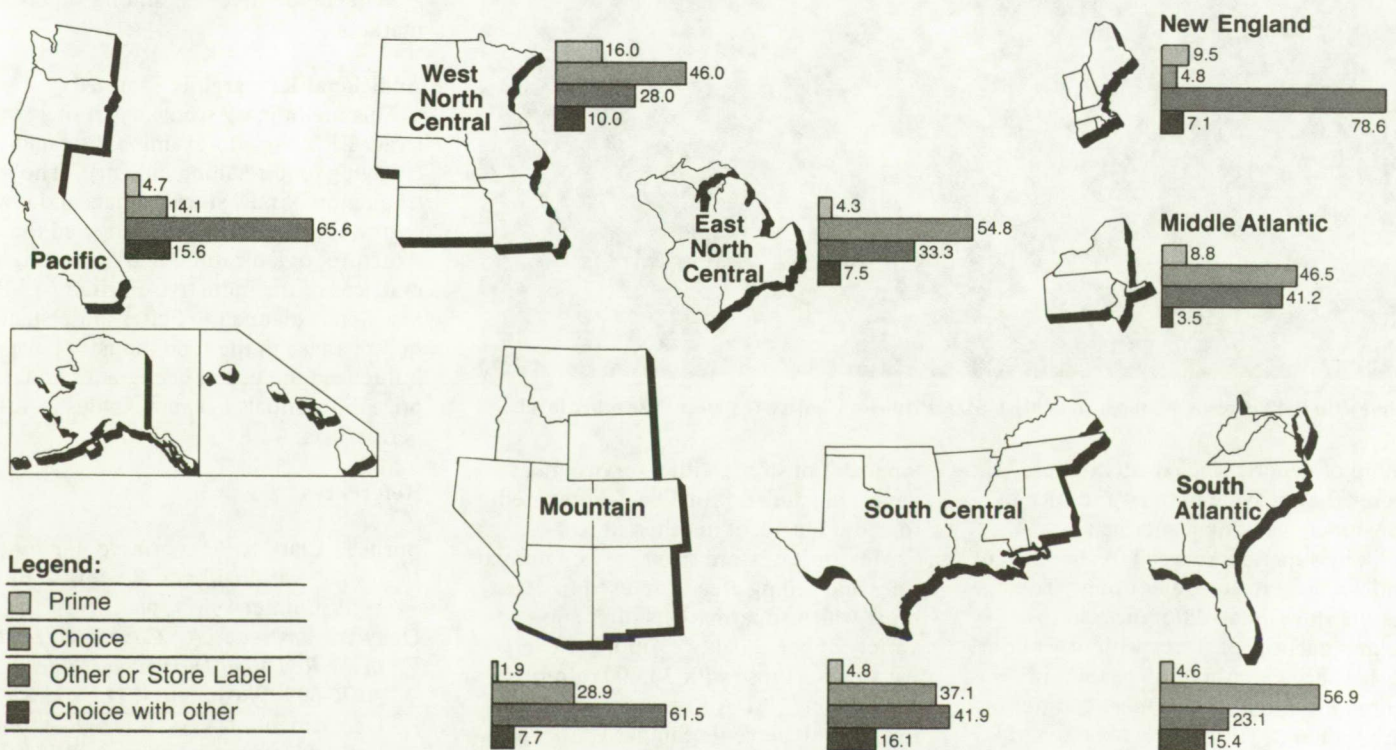 New England
9.5
4.8
78.6
7.1
West
North
Central
16.0
46.0
28.0
10.0
Pacific
4.7
14.1
65.6
15.6
East
North
Central
4.3
54.8
33.3
7.5
Middle Atlantic
8.8
46.5
41.2
3.5
Mountain
1.9
28.9
61.5
7.7
South Central
4.8
37.1
41.9
16.1
South
Atlantic
4.6
56.9
23.1
15.4
Legend:
Prime
Choice
Other or Store Label
Choice with other